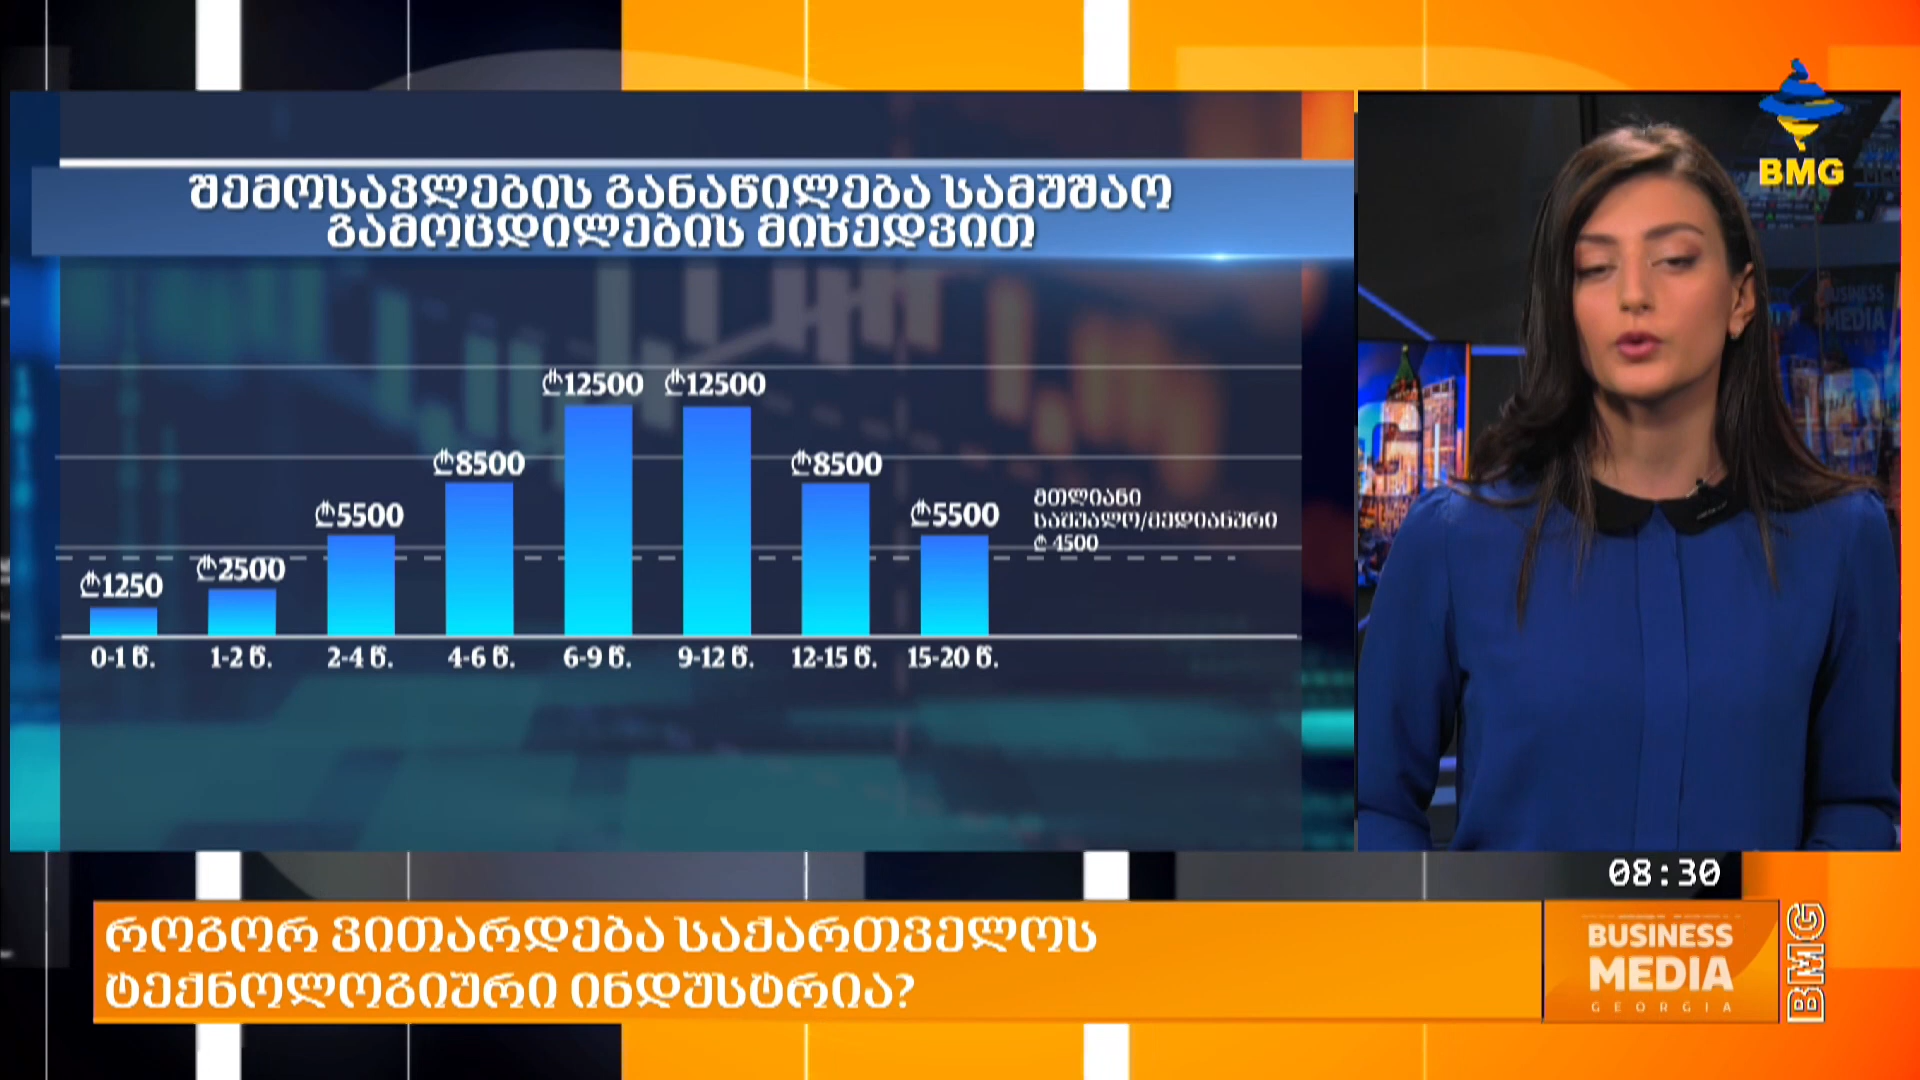 BMG
შემოსავლების განაწილება სამუშაო
გამოცდილების მიხედვით
₾12500 ₾12500
₾8500 ₾8500
₾5500 ₾5500
₾1250 ₾2500
მთლიანი
საშუალო/მედიანური
₾ 4500
0-1 წ. 1-2 წ. 2-4 წ. 4-6 წ. 6-9 წ. 9-12 წ. 12-15 წ. 15-20 წ.
BUSINESS
MEDIA
08:30
როგორ ვითარდება საქართველოს
ტექნოლოგიური ინდუსტრია?
BUSINESS
MEDIA
GEORGIA
BMG